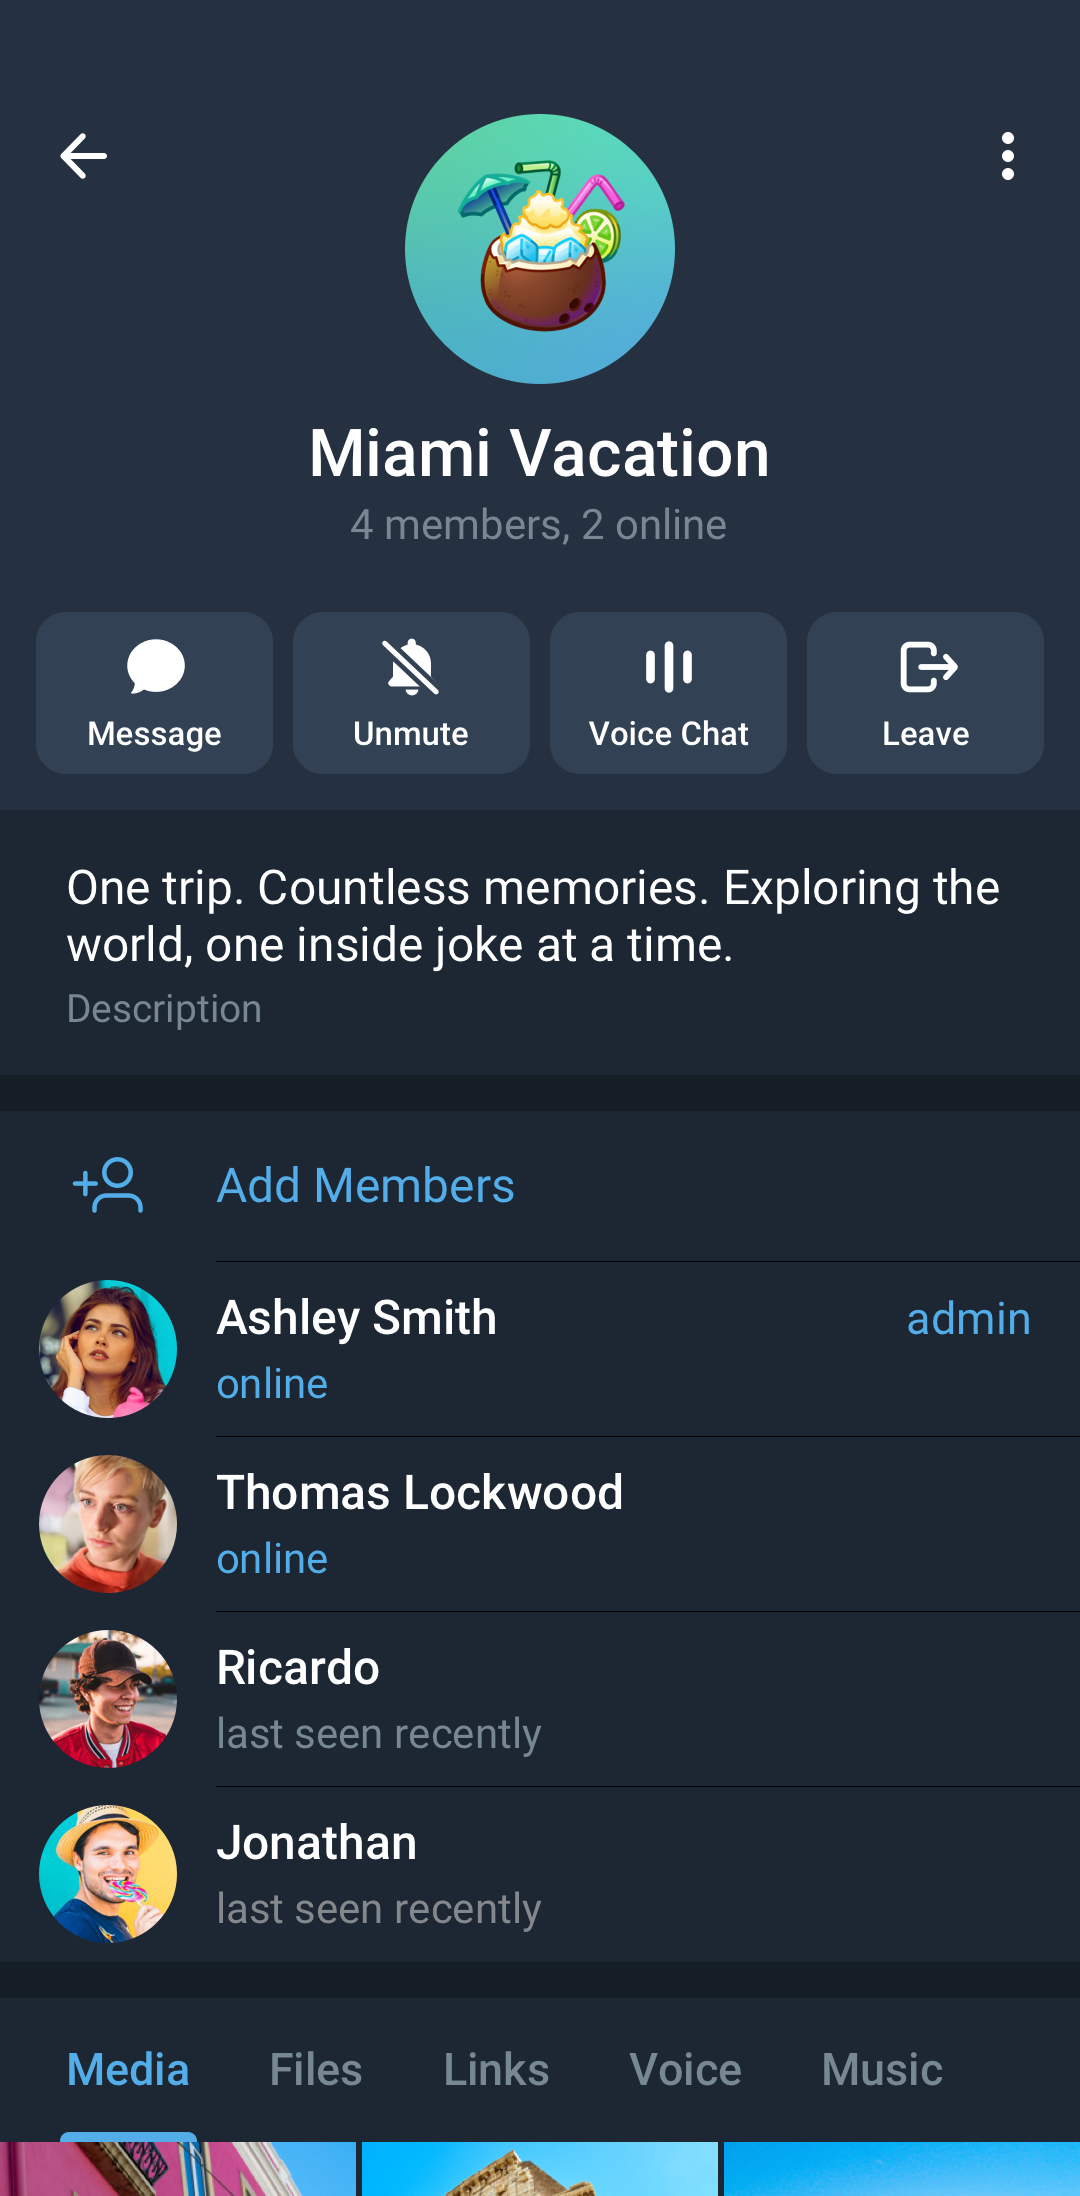 Miami Vacation
4 members, 2 online
Message
Unmute
Voice Chat
Leave
One trip. Countless memories. Exploring the
world, one inside joke at a time.
Description
Add Members
Ashley Smith
admin
online
Thomas Lockwood
online
Ricardo
last seen recently
Jonathan
last seen recently
Media
Files
Links
Voice
Music